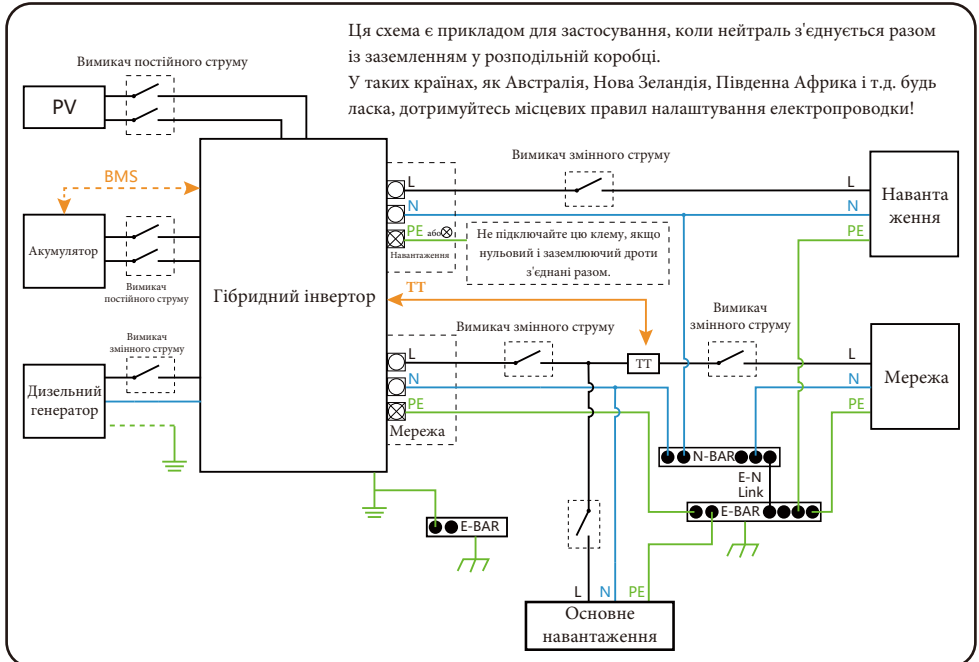 Ця схема є прикладом для застосування, коли нейтраль з'єднується разом
із заземленням у розподільній коробці.
У таких країнах, як Австралія, Нова Зеландія, Південна Африка і т.д. будь
ласка, дотримуйтесь місцевих правил налаштування електропроводки!
Вимикач постійного струму
PV
BMS
Акумулятор
Вимикач
постійного струму
Гібридний інвертор
Вимикач
змінного струму
Дизельний
генератор
L
N
PE або
Навантаження
Вимикач змінного струму
Не підключайте цю клему, якщо
нульовий і заземлюючий дроти
з'єднані разом.
L
N
PE
Наванта
ження
ТТ
Вимикач змінного струму
ТТ
Вимикач
змінного струму
L
N
PE
Мережа
L
N
PE
Мережа
N-BAR
E-N
Link
E-BAR
E-BAR
L
N
PE
Основне
навантаження